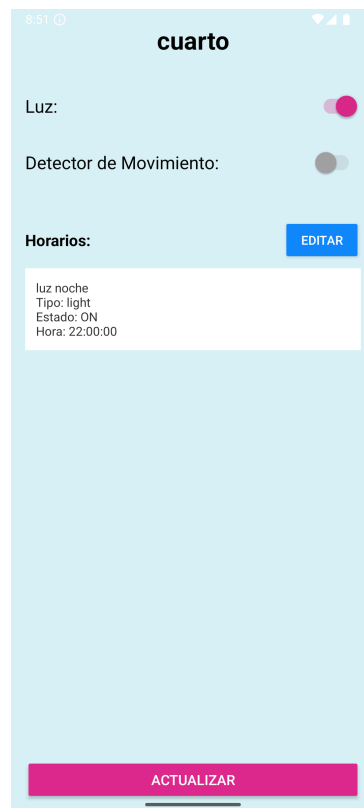 8:51
cuarto
Luz:
Detector de Movimiento:
Horarios:
EDITAR
luz noche
Tipo: light
Estado: ON
Hora: 22:00:00
ACTUALIZAR